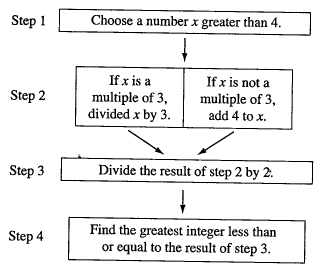 Step 1
Choose a number x greater than 4.
Step 2
If x is a
multiple of 3,
divided x by 3.
If x is not a
multiple of 3,
add 4 to x.
Step 3
Divide the result of step 2 by 2.
Step 4
Find the greatest integer less than
or equal to the result of step 3.